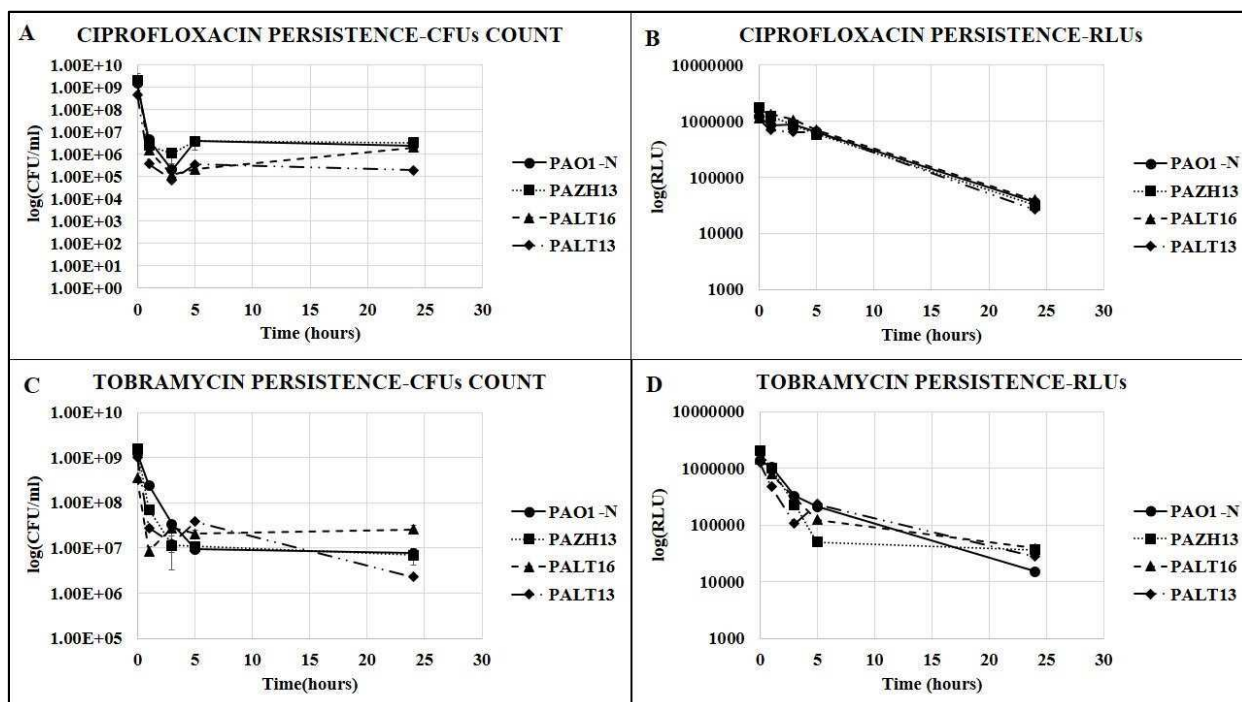 A
CIPROFLOXACIN PERSISTENCE-CFUs COUNT
log(CFU/ml)
1.00E+10
1.00E+09
1.00E+08
1.00E+07
1.00E+06
1.00E+05
1.00E+04
1.00E+03
1.00E+02
1.00E+01
1.00E+00
0 5 10 15 20 25 30
Time (hours)
PAO1-N
PAZH13
PALT16
PALT13
B
CIPROFLOXACIN PERSISTENCE-RLUs
log(RLU)
10000000
1000000
100000
10000
1000
0 5 10 15 20 25 30
Time (hours)
PAO1-N
PAZH13
PALT16
PALT13
C
TOBRAMYCIN PERSISTENCE-CFUs COUNT
log(CFU/ml)
1.00E+10
1.00E+09
1.00E+08
1.00E+07
1.00E+06
1.00E+05
0 5 10 15 20 25 30
Time(hours)
PAO1-N
PAZH13
PALT16
PALT13
D
TOBRAMYCIN PERSISTENCE-RLUs
log(RLU)
10000000
1000000
100000
10000
1000
0 5 10 15 20 25 30
Time (hours)
PAO1-N
PAZH13
PALT16
PALT13